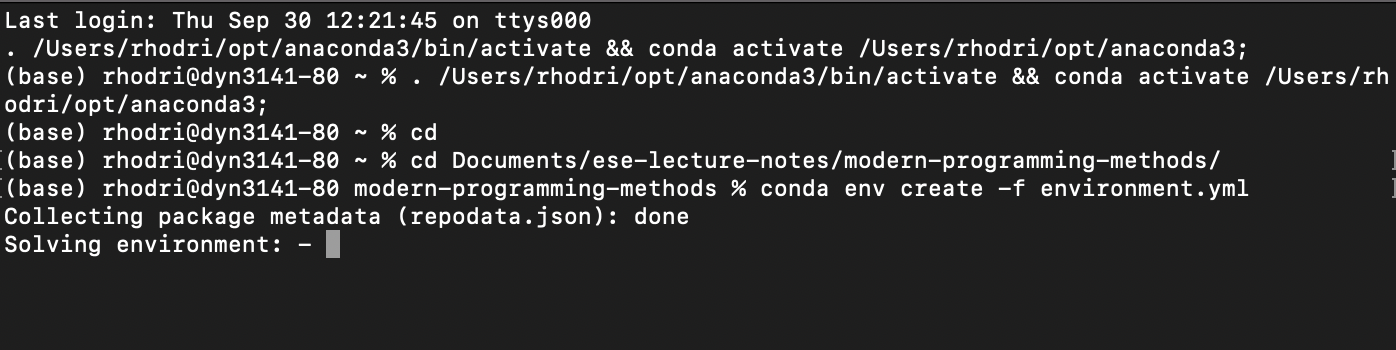 Last login: Thu Sep 30 12:21:45 on ttys000
. /Users/rhodri/opt/anaconda3/bin/activate && conda activate /Users/rhodri/opt/anaconda3;
(base) rhodri@dyn3141-80 ~ % . /Users/rhodri/opt/anaconda3/bin/activate && conda activate /Users/rh
odri/opt/anaconda3;
(base) rhodri@dyn3141-80 ~ % cd
[(base) rhodri@dyn3141-80 ~ % cd Documents/ese-lecture-notes/modern-programming-methods/ ]
[(base) rhodri@dyn3141-80 modern-programming-methods % conda env create -f environment.yml ]
Collecting package metadata (repodata.json): done
Solving environment: -